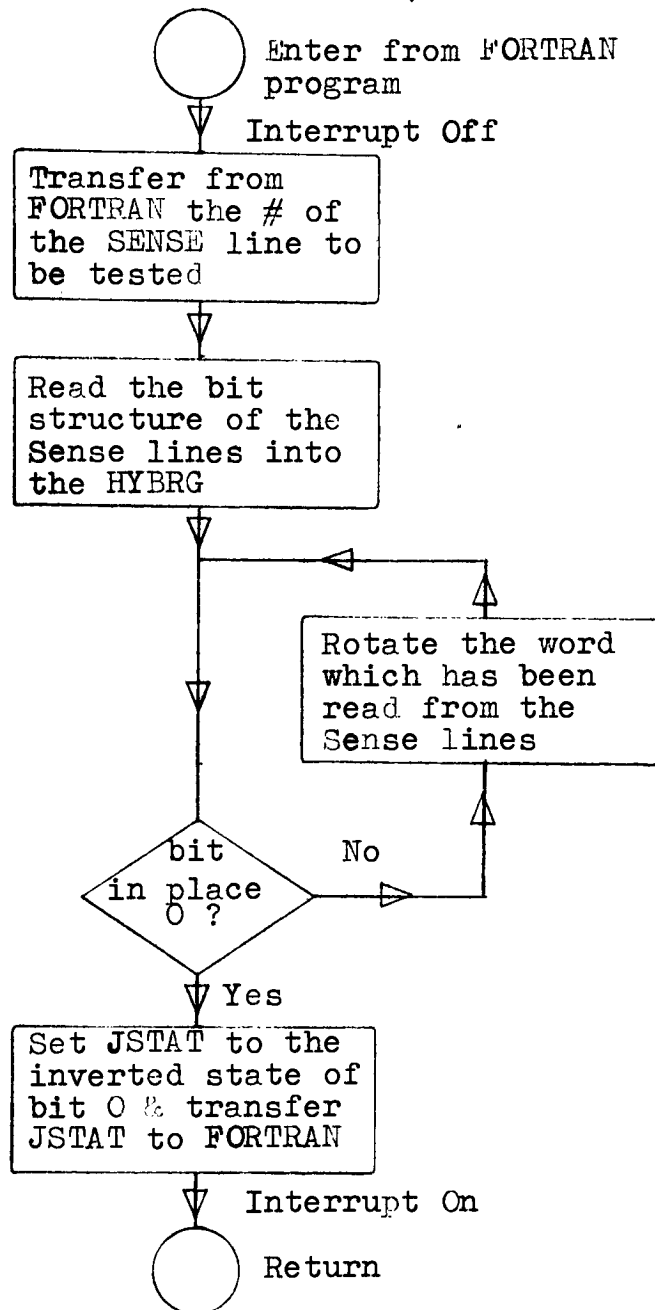 Enter from FORTRAN
program
Interrupt Off
Transfer from
FORTRAN the # of
the SENSE line to
be tested
Read the bit
structure of the
Sense lines into
the HYBRG
Rotate the word
which has been
read from the
Sense lines
bit
in place
0 ?
No
Yes
Set JSTAT to the
inverted state of
bit 0 & transfer
JSTAT to FORTRAN
Interrupt On
Return